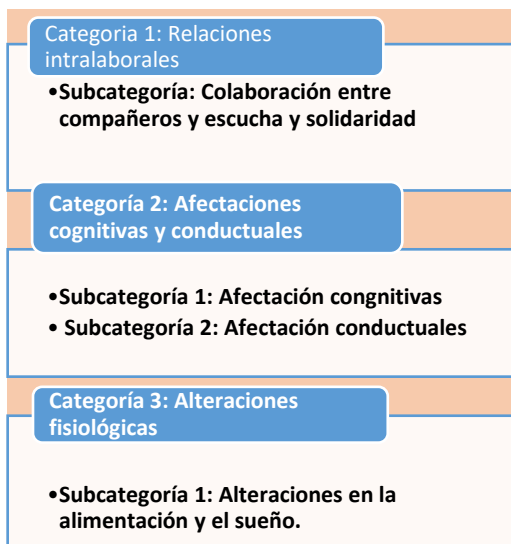 Categoria 1: Relaciones
intralaborales
•Subcategoría: Colaboración entre
compañeros y escucha y solidaridad
Categoría 2: Afectaciones
cognitivas y conductuales
•Subcategoría 1: Afectación congnitivas
• Subcategoría 2: Afectación conductuales
Categoría 3: Alteraciones
fisiológicas
•Subcategoría 1: Alteraciones en la
alimentación y el sueño.